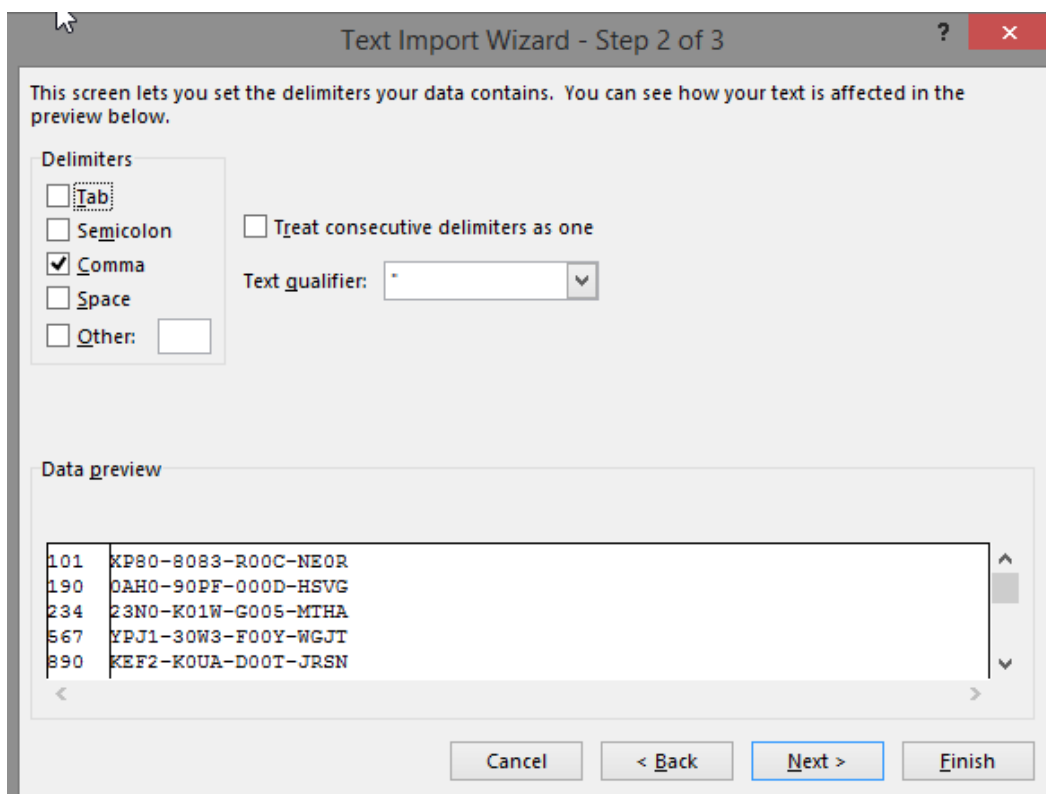 Text Import Wizard - Step 2 of 3
?
This screen lets you set the delimiters your data contains.  You can see how your text is affected in the
preview below.
Delimiters
Tab
Semicolon
Treat consecutive delimiters as one
Comma
Text qualifier: "
Space
Other:
Data preview
101 XP80-8083-R00C-NE0R
190 0AH0-90PF-000D-HSVG
234 23N0-K01W-G005-MTHA
567 YPJ1-30W3-F00Y-WGJT
890 KEF2-K0UA-D00T-JRSN
Cancel < Back Next > Finish